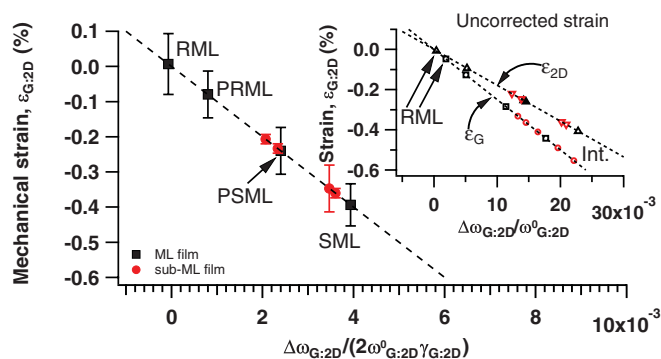 Mechanical strain, εG:2D (%)
0.1
0.0
-0.1
-0.2
-0.3
-0.4
-0.5
-0.6
RML
PRML
PSML
SML
ML film
sub-ML film
0
2
4
6
8
10x10⁻³
ΔωG:2D/(2ω⁰G:2DγG:2D)
Uncorrected strain
Strain, εG:2D (%)
0.0
-0.2
-0.4
-0.6
RML
ε2D
εG
Int.
0
10
20
30x10⁻³
ΔωG:2D/ω⁰G:2D